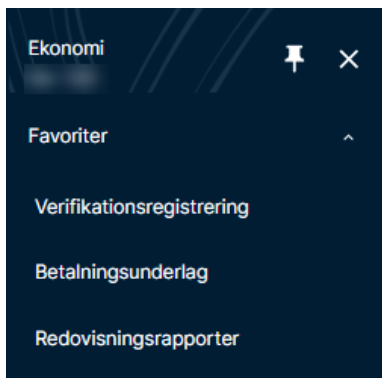 Ekonomi
Favoriter
Verifikationsregistrering
Betalningsunderlag
Redovisningsrapporter